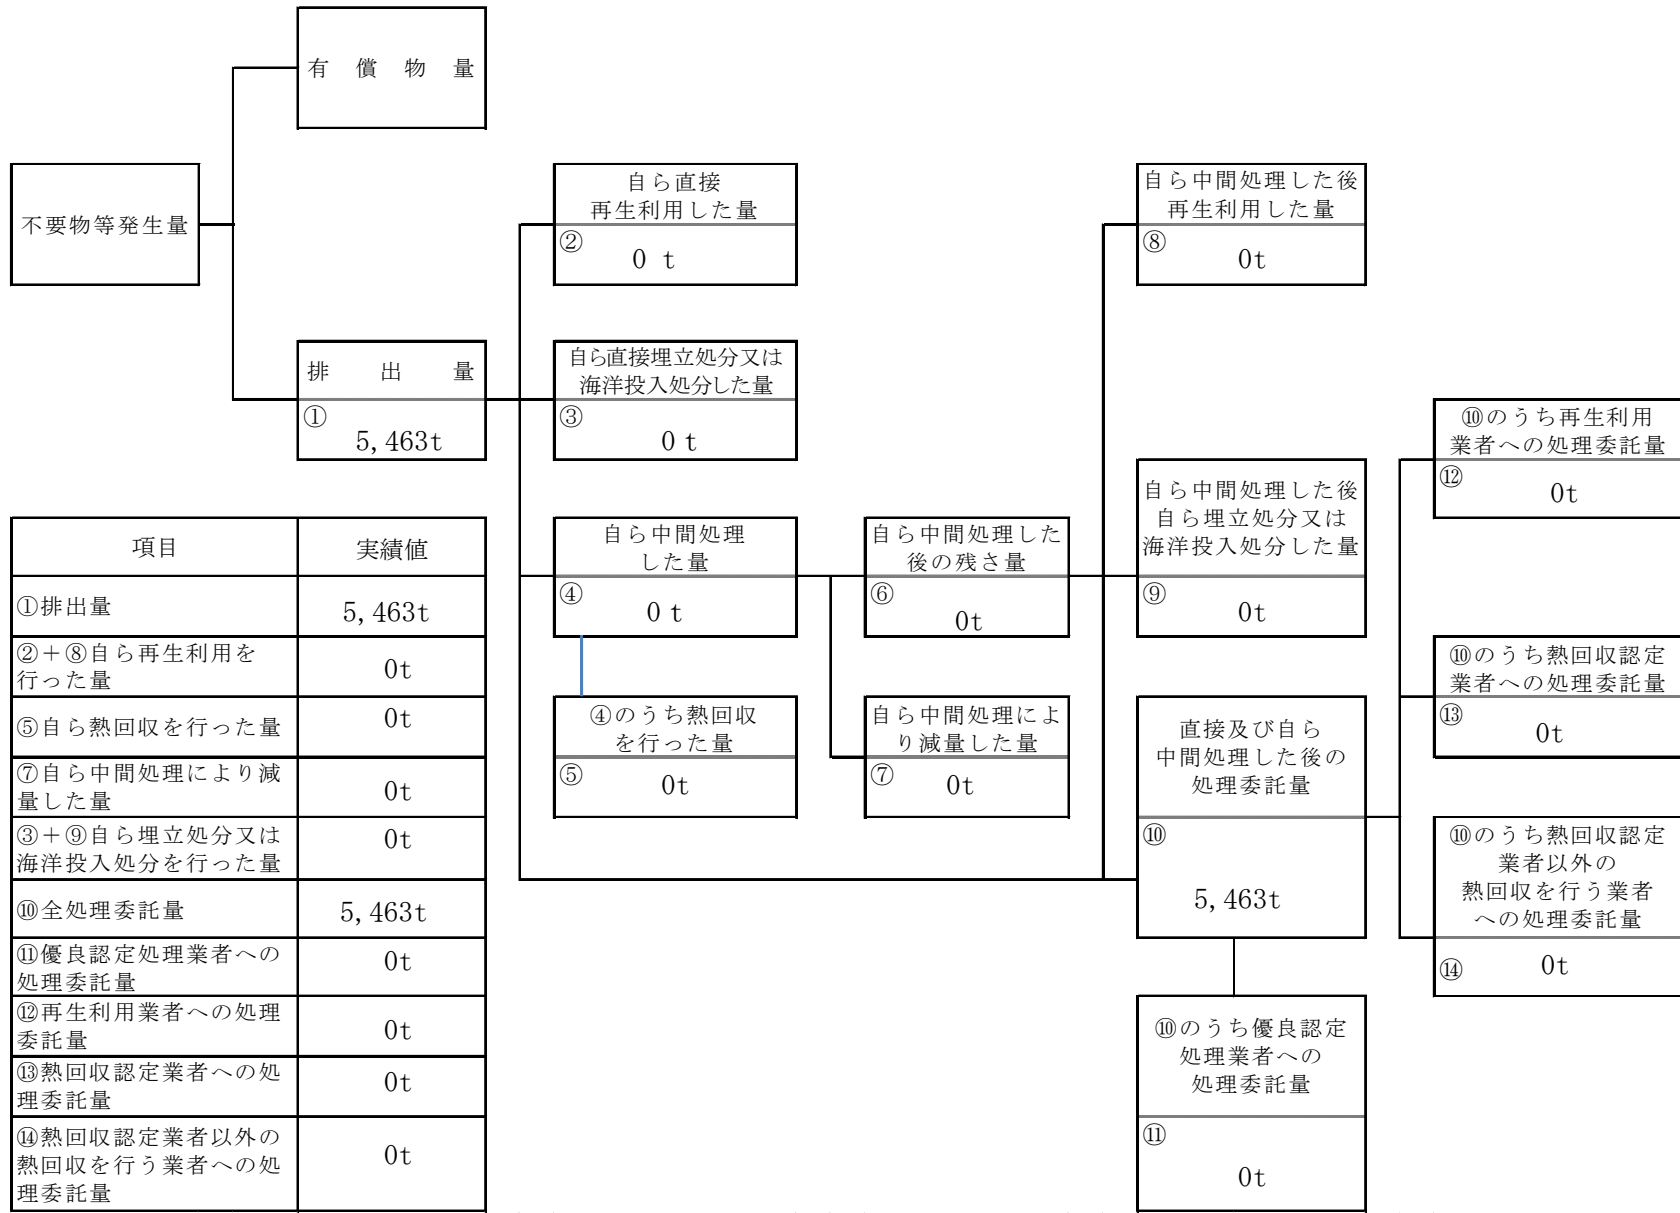 有償物量
不要物等発生量
排出量
①
5,463t
自ら直接
再生利用した量
②
0 t
自ら直接埋立処分又は
海洋投入処分した量
③
0 t
自ら中間処理
した量
④
0 t
④のうち熱回収
を行った量
⑤
0t
自ら中間処理した
後の残さ量
⑥
0t
自ら中間処理によ
り減量した量
⑦
0t
自ら中間処理した後
再生利用した量
⑧
0t
自ら中間処理した後
自ら埋立処分又は
海洋投入処分した量
⑨
0t
直接及び自ら
中間処理した後の
処理委託量
⑩
5,463t
⑩のうち優良認定
処理業者への
処理委託量
⑪
0t
⑩のうち再生利用
業者への処理委託量
⑫
0t
⑩のうち熱回収認定
業者への処理委託量
⑬
0t
⑩のうち熱回収認定
業者以外の
熱回収を行う業者
への処理委託量
⑭
0t
項目 実績値
①排出量 5,463t
②＋⑧自ら再生利用を
行った量 0t
⑤自ら熱回収を行った量 0t
⑦自ら中間処理により減
量した量 0t
③＋⑨自ら埋立処分又は
海洋投入処分を行った量 0t
⑩全処理委託量 5,463t
⑪優良認定処理業者への
処理委託量 0t
⑫再生利用業者への処理
委託量 0t
⑬熱回収認定業者への処
理委託量 0t
⑭熱回収認定業者以外の
熱回収を行う業者への処
理委託量 0t